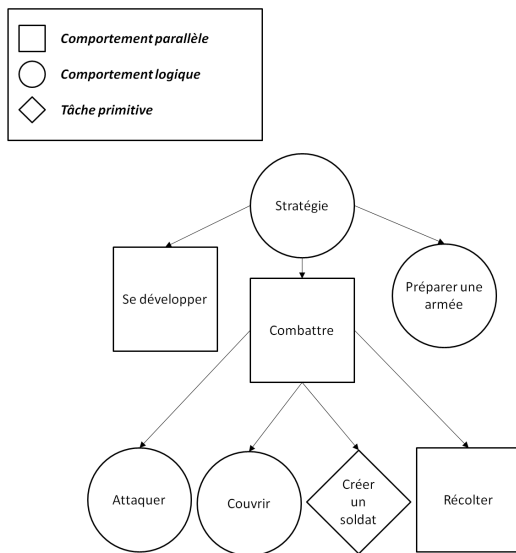 Comportement parallèle
Comportement logique
Tâche primitive
Stratégie
Se développer
Combattre
Préparer une
armée
Attaquer
Couvrir
Créer
un
soldat
Récolter